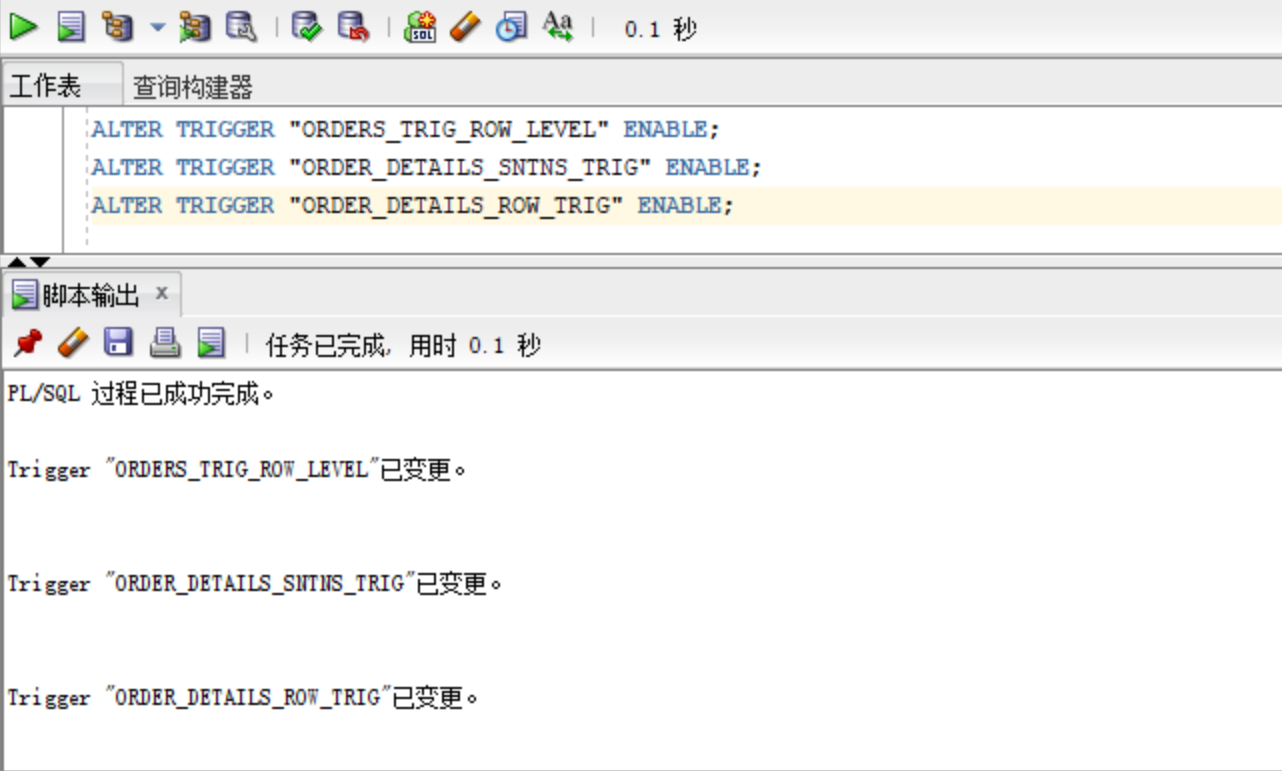 0.1 秒
工作表 查询构建器
ALTER TRIGGER "ORDERS_TRIG_ROW_LEVEL" ENABLE;
ALTER TRIGGER "ORDER_DETAILS_SNTNS_TRIG" ENABLE;
ALTER TRIGGER "ORDER_DETAILS_ROW_TRIG" ENABLE;
脚本输出 x
任务已完成, 用时 0.1 秒
PL/SQL 过程已成功完成。
Trigger "ORDERS_TRIG_ROW_LEVEL"已变更。
Trigger "ORDER_DETAILS_SNTNS_TRIG"已变更。
Trigger "ORDER_DETAILS_ROW_TRIG"已变更。